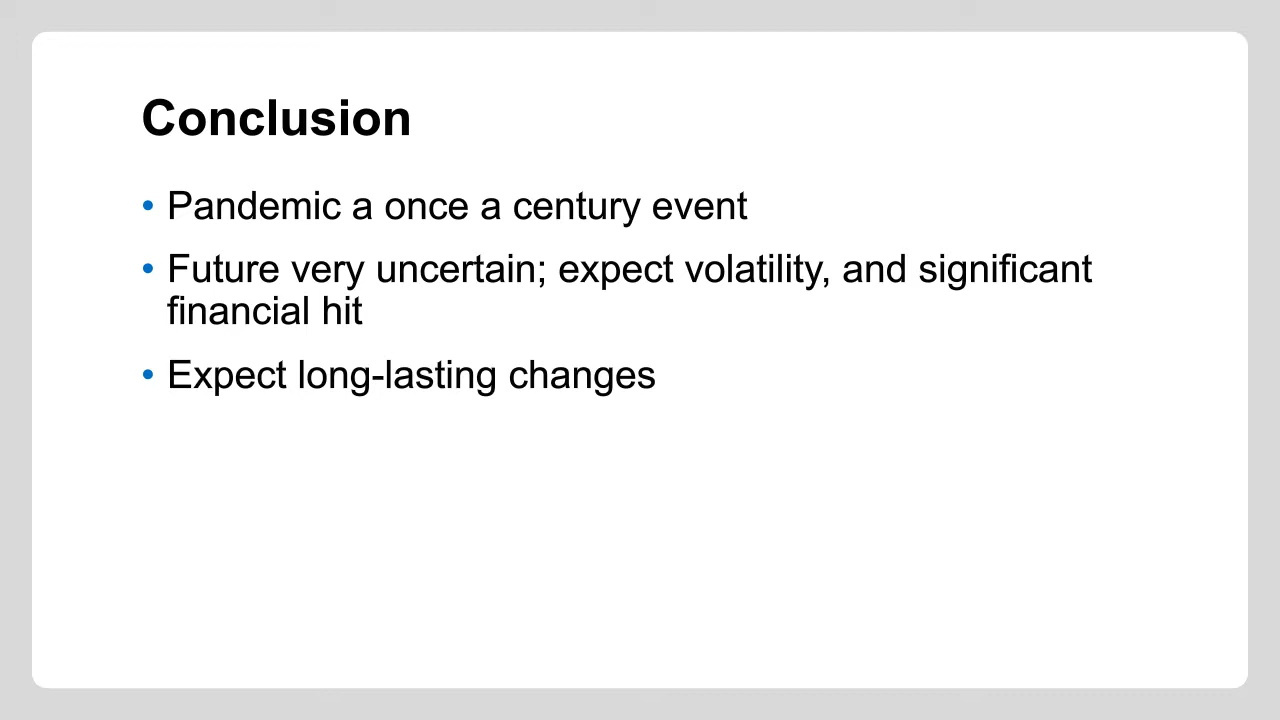 Conclusion
• Pandemic a once a century event
• Future very uncertain; expect volatility, and significant
financial hit
• Expect long-lasting changes